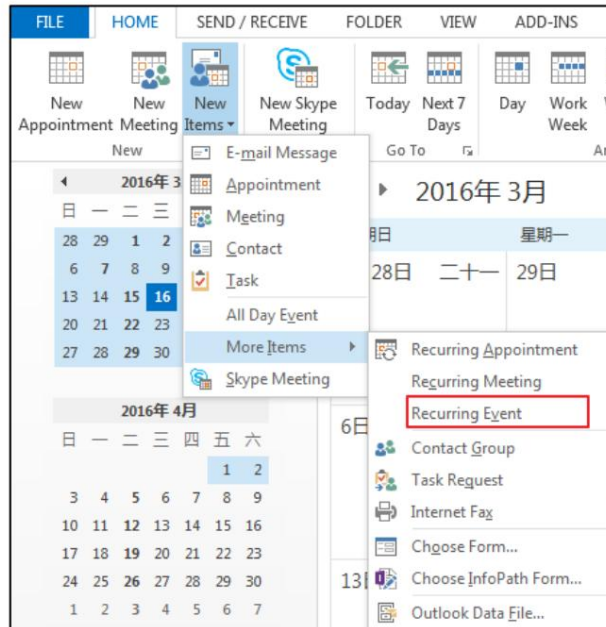 FILE HOME SEND / RECEIVE FOLDER VIEW ADD-INS
New Appointment
New Meeting
New Items
New Skype Meeting
Today
Next 7 Days
Day
Work Week
New
Go To
E-mail Message
Appointment
Meeting
Contact
Task
All Day Event
More Items
Skype Meeting
2016年 3
日 一 二 三
28 29 1 2
6 7 8 9
13 14 15 16
20 21 22 23
27 28 29 30
2016年 4月
日 一 二 三 四 五 六
1 2
3 4 5 6 7 8 9
10 11 12 13 14 15 16
17 18 19 20 21 22 23
24 25 26 27 28 29 30
1 2 3 4 5 6 7
2016年 3月
期日 星期一
28日 二十一 29日
6日
13
Recurring Appointment
Recurring Meeting
Recurring Event
Contact Group
Task Request
Internet Fax
Choose Form...
Choose InfoPath Form...
Outlook Data File...